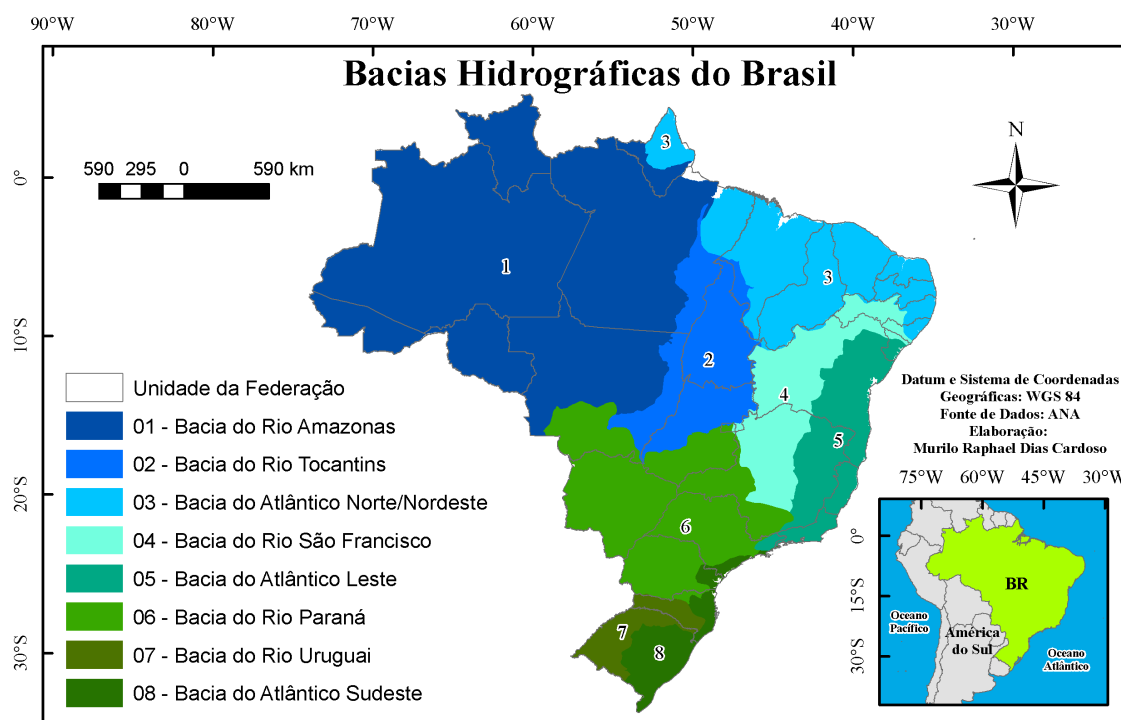 90°W 80°W 70°W 60°W 50°W 40°W 30°W
Bacias Hidrográficas do Brasil
590 295 0 590 km
N
0°
10°S
20°S
30°S
3
1
3
2
4
5
6
7
8
Unidade da Federação
01 - Bacia do Rio Amazonas
02 - Bacia do Rio Tocantins
03 - Bacia do Atlântico Norte/Nordeste
04 - Bacia do Rio São Francisco
05 - Bacia do Atlântico Leste
06 - Bacia do Rio Paraná
07 - Bacia do Rio Uruguai
08 - Bacia do Atlântico Sudeste
Datum e Sistema de Coordenadas
Geográficas: WGS 84
Fonte de Dados: ANA
Elaboração:
Murilo Raphael Dias Cardoso
75°W 60°W 45°W 30°W
0°
15°S
30°S
BR
Oceano
Pacífico
América
do Sul
Oceano
Atlântico